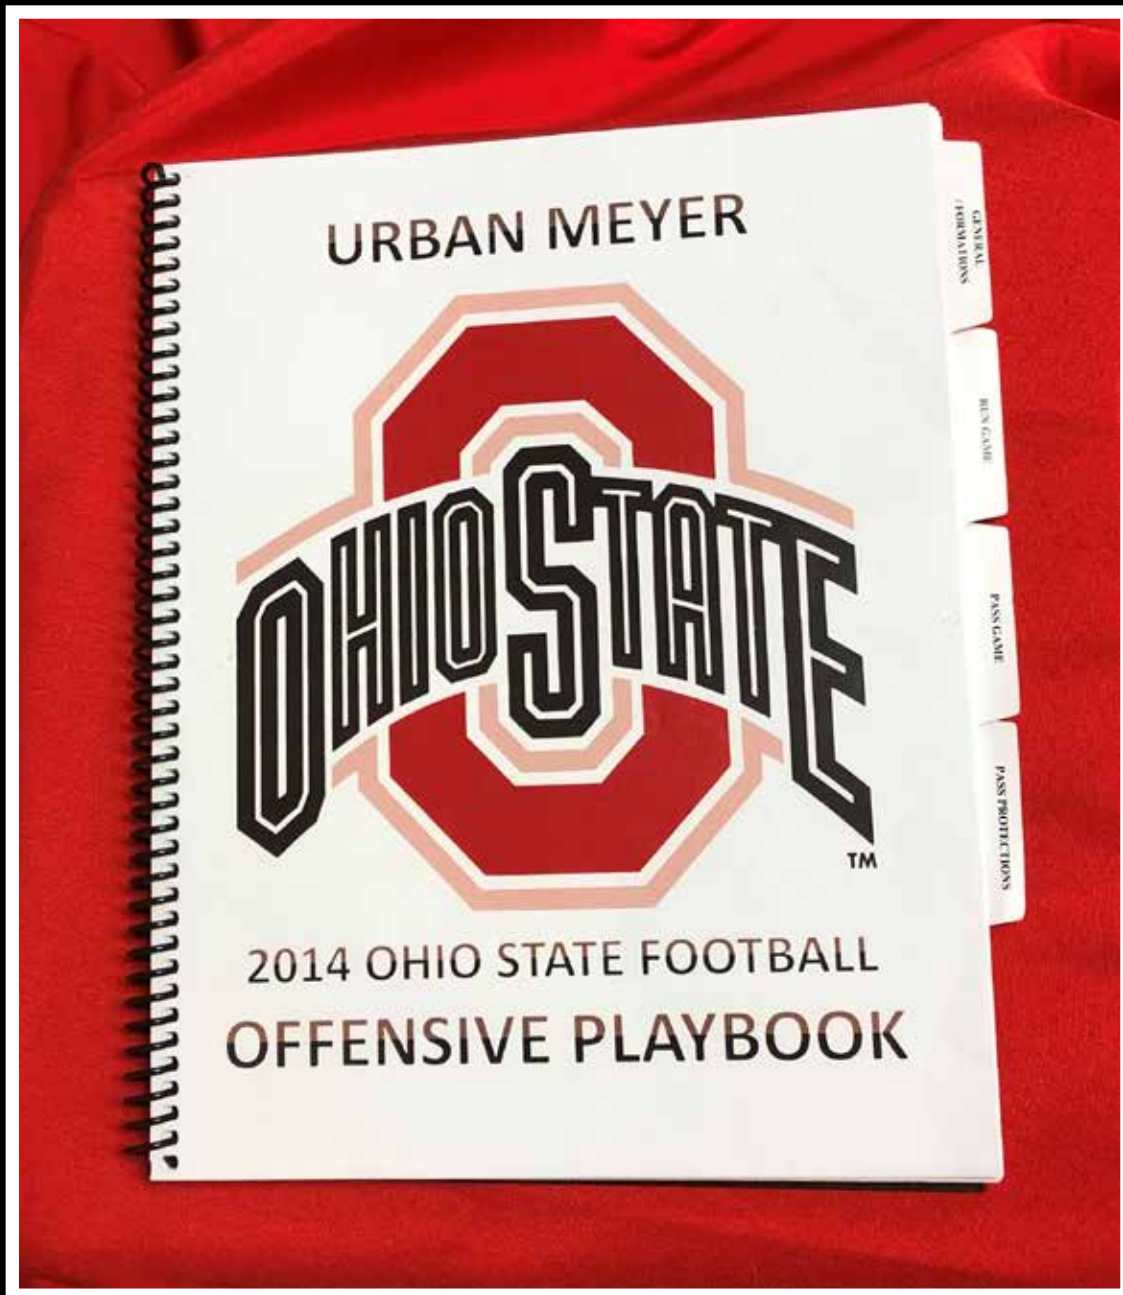 URBAN MEYER
OHIO STATE
TM
2014 OHIO STATE FOOTBALL
OFFENSIVE PLAYBOOK
GENERAL
/FORMATIONS
RUN GAME
PASS GAME
PASS PROTECTIONS